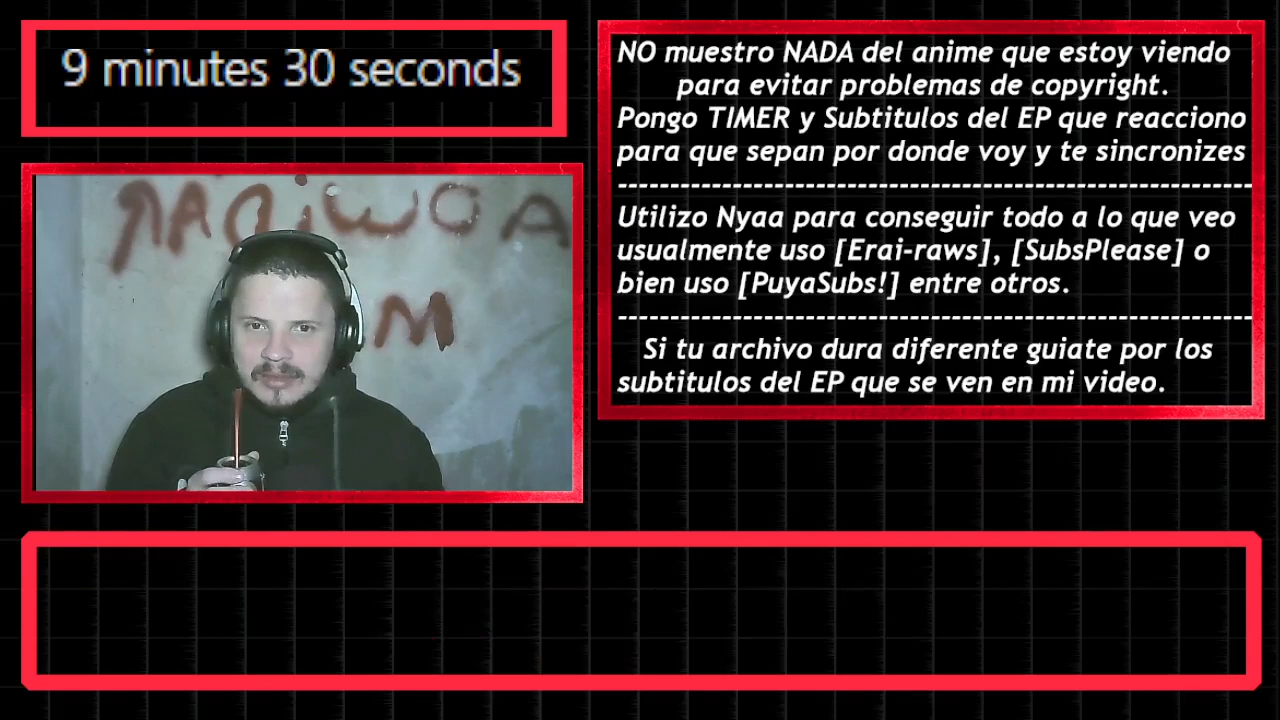 9 minutes 30 seconds
NO muestro NADA del anime que estoy viendo
para evitar problemas de copyright.
Pongo TIMER y Subtitulos del EP que reacciono
para que sepan por donde voy y te sincronizes
------------------------------------------------------------
Utilizo Nyaa para conseguir todo a lo que veo
usualmente uso [Erai-raws], [SubsPlease] o
bien uso [PuyaSubs!] entre otros.
------------------------------------------------------------
Si tu archivo dura diferente guiate por los
subtitulos del EP que se ven en mi video.